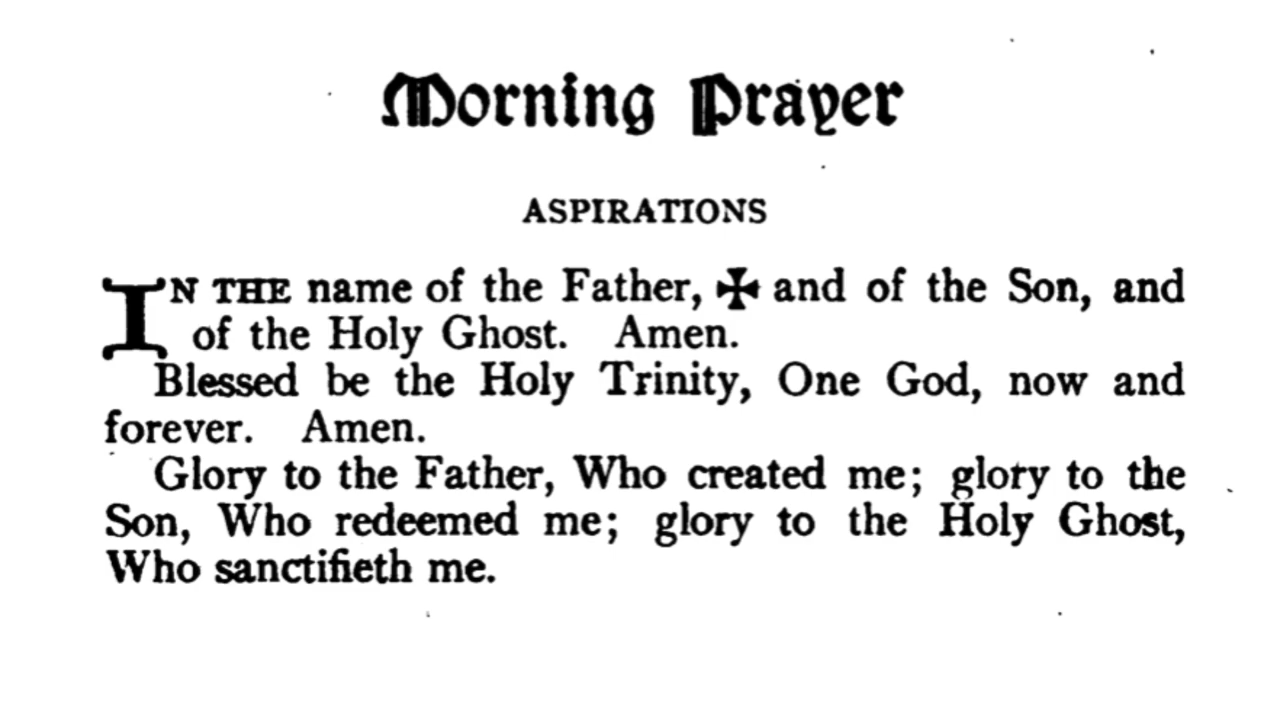 Morning Prayer
ASPIRATIONS
IN THE name of the Father, ✠ and of the Son, and
of the Holy Ghost. Amen.
Blessed be the Holy Trinity, One God, now and
forever. Amen.
Glory to the Father, Who created me; glory to the
Son, Who redeemed me; glory to the Holy Ghost,
Who sanctifieth me.